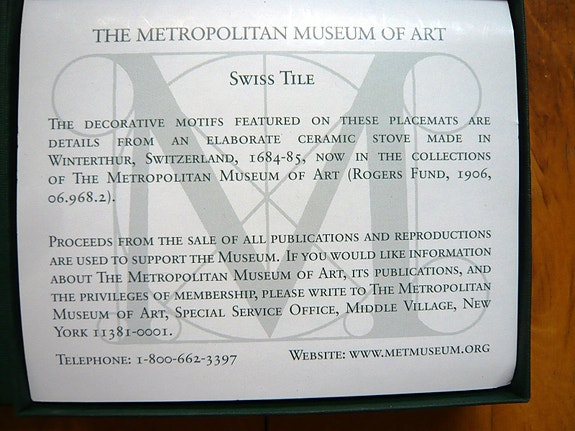 THE METROPOLITAN MUSEUM OF ART
SWISS TILE
THE DECORATIVE MOTIFS FEATURED ON THESE PLACEMATS ARE
DETAILS FROM AN ELABORATE CERAMIC STOVE MADE IN
WINTERTHUR, SWITZERLAND, 1684-85, NOW IN THE COLLECTIONS
OF THE METROPOLITAN MUSEUM OF ART (ROGERS FUND, 1906,
06.968.2).
PROCEEDS FROM THE SALE OF ALL PUBLICATIONS AND REPRODUCTIONS
ARE USED TO SUPPORT THE MUSEUM. IF YOU WOULD LIKE INFORMATION
ABOUT THE METROPOLITAN MUSEUM OF ART, ITS PUBLICATIONS, AND
THE PRIVILEGES OF MEMBERSHIP, PLEASE WRITE TO THE METROPOLITAN
MUSEUM OF ART, SPECIAL SERVICE OFFICE, MIDDLE VILLAGE, NEW
YORK 11381-0001.
TELEPHONE: 1-800-662-3397 WEBSITE: WWW.METMUSEUM.ORG